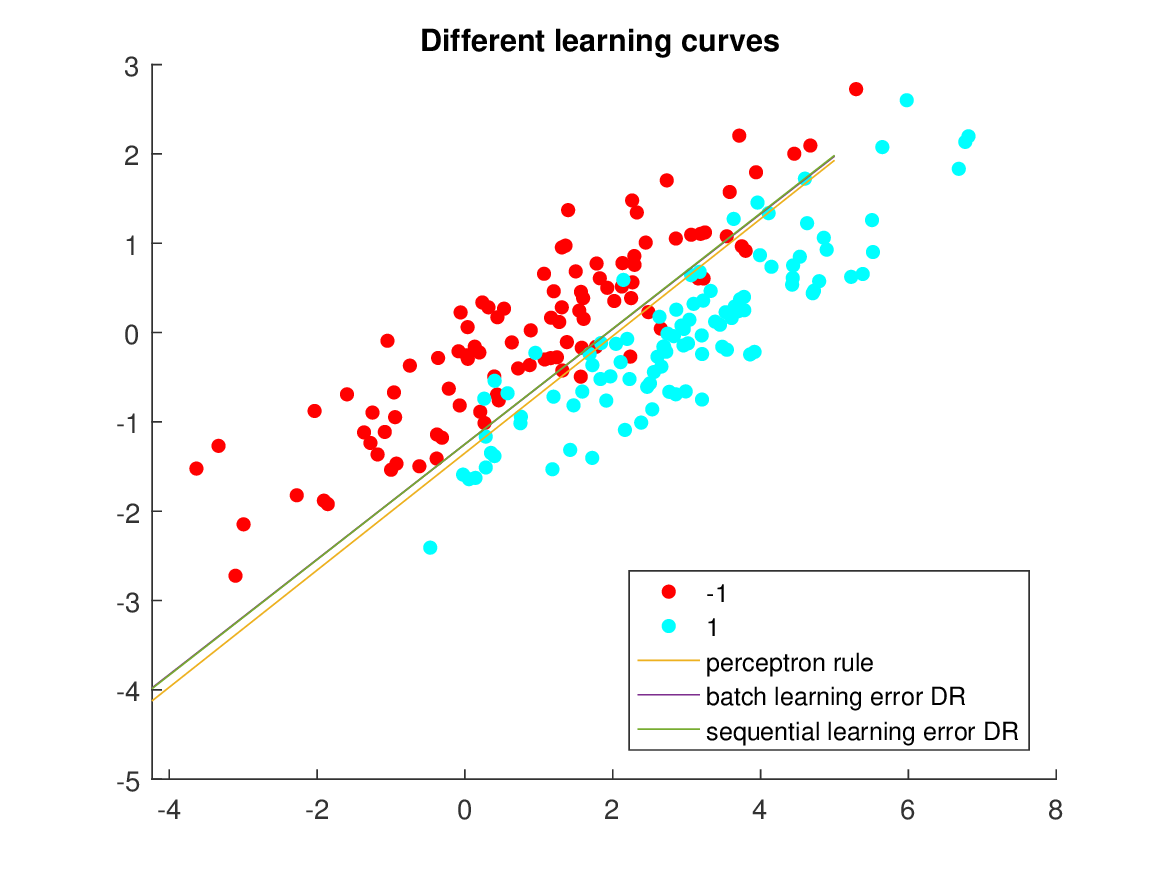 Different learning curves
3
2
1
0
-1
-2
-3
-4
-5
-4 -2 0 2 4 6 8
-1
1
perceptron rule
batch learning error DR
sequential learning error DR